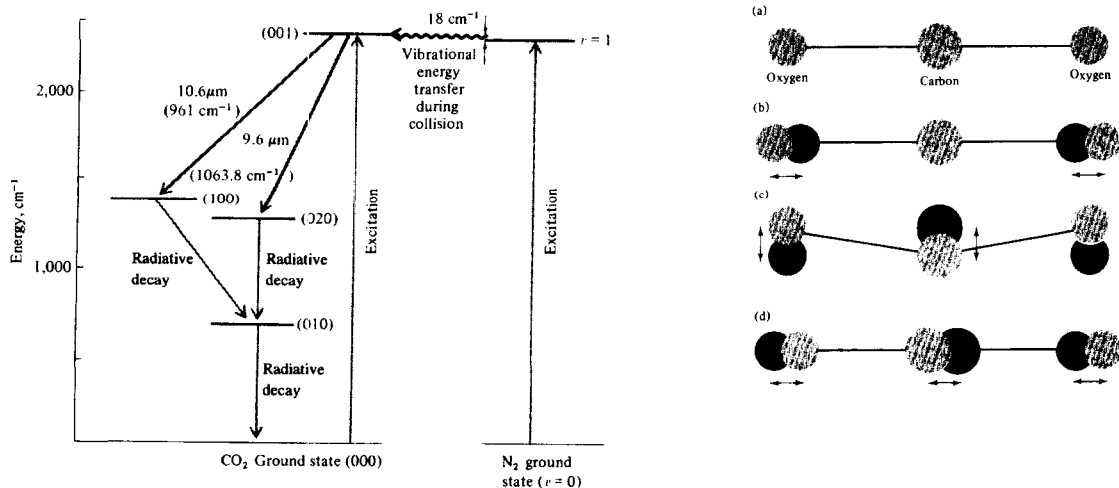 18 cm⁻¹
(001)
r = 1
Vibrational
energy
transfer
during
collision
2,000
10.6µm
(961 cm⁻¹)
9.6 µm
(1063.8 cm⁻¹)
(100)
(020)
Energy, cm⁻¹
Excitation
Excitation
1,000
Radiative
decay
Radiative
decay
(010)
Radiative
decay
0
CO₂ Ground state (000)
N₂ ground
state (v = 0)
(a)
Oxygen
Carbon
Oxygen
(b)
(c)
(d)